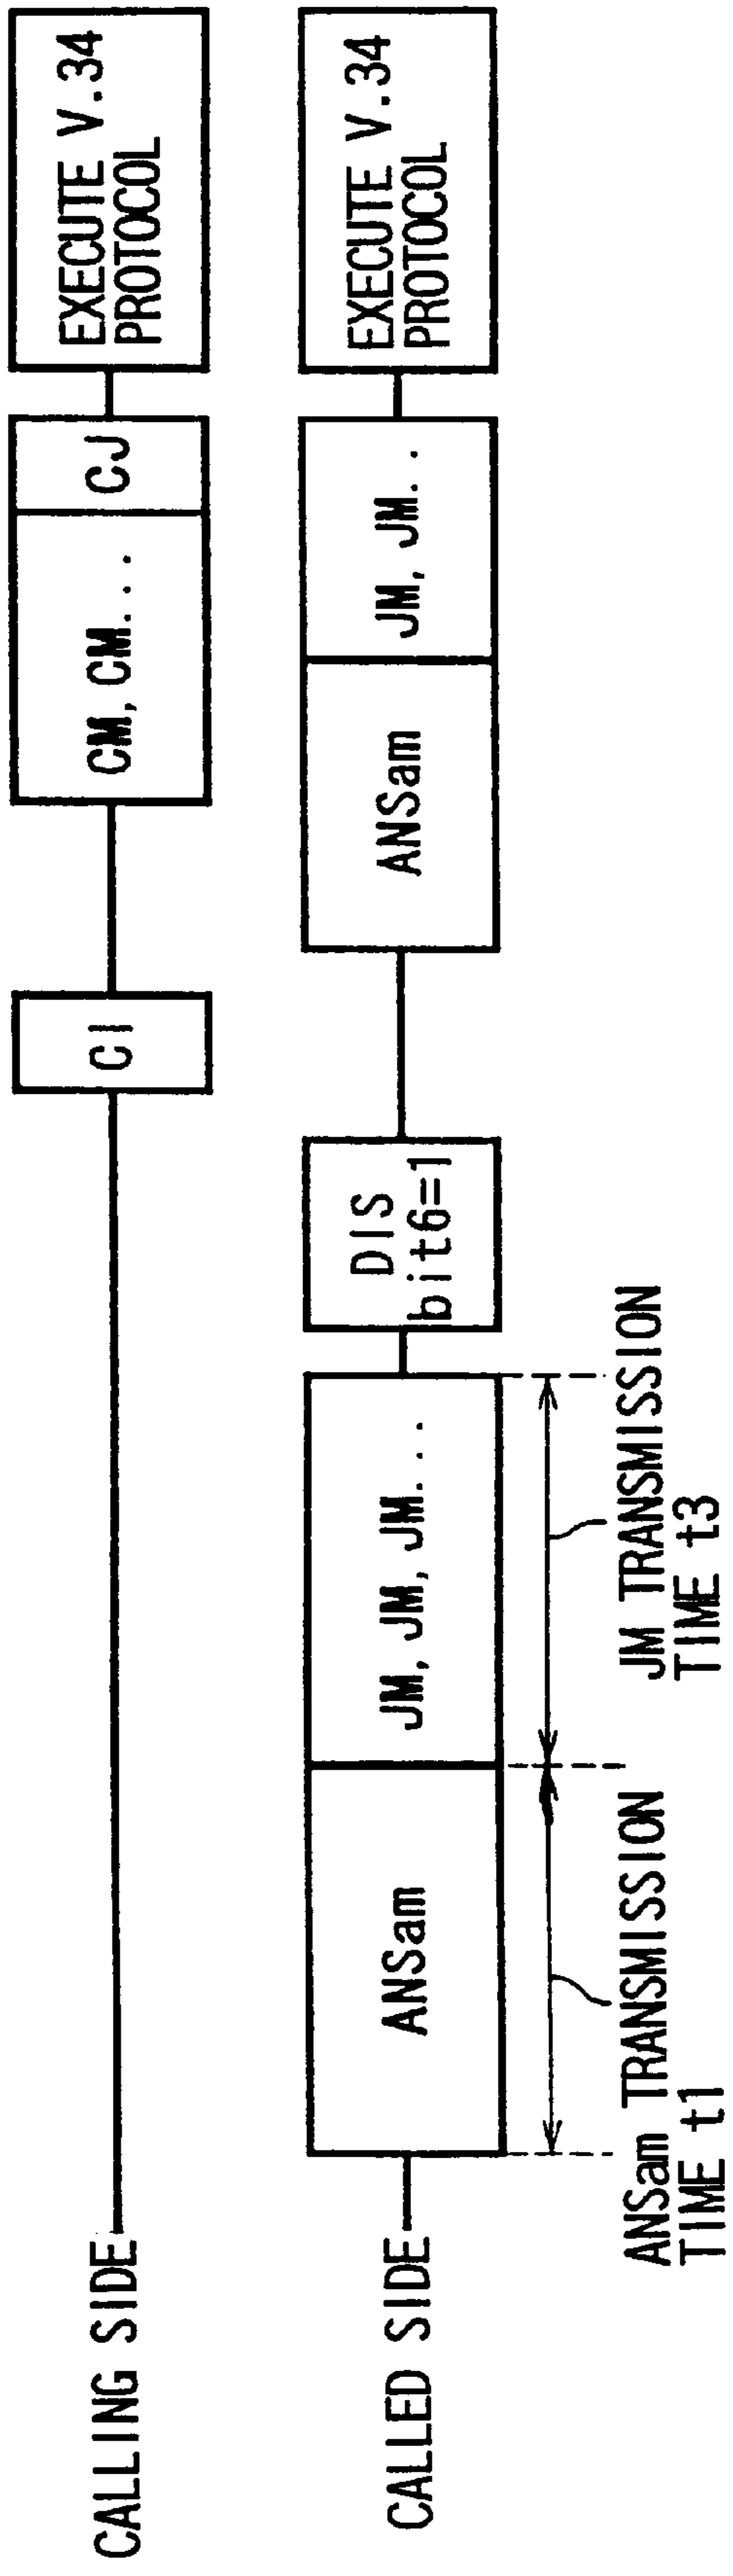 CALLING SIDE
CI
CM, CM...
CJ
EXECUTE V.34
PROTOCOL
CALLED SIDE
ANSam
JM, JM, JM...
DIS
bit6=1
ANSam
JM, JM..
EXECUTE V.34
PROTOCOL
ANSam TRANSMISSION
TIME t1
JM TRANSMISSION
TIME t3